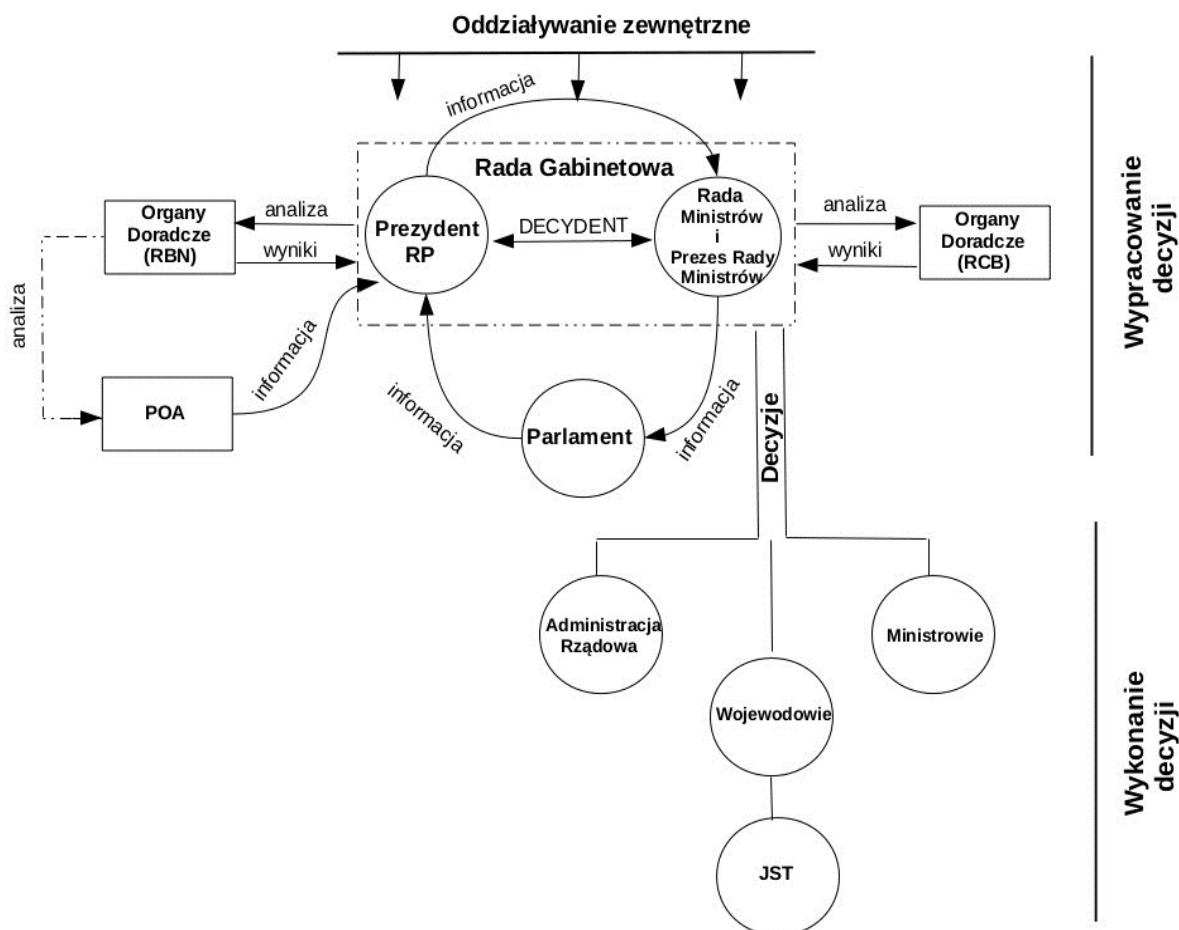 Oddziaływanie zewnętrzne
informacja
Rada Gabinetowa
Organy
Doradcze
(RBN)
analiza
wyniki
Prezydent
RP
DECYDENT
Rada
Ministrów
i
Prezes Rady
Ministrów
analiza
wyniki
Organy
Doradcze
(RCB)
Wypracowanie
decyzji
analiza
POA
informacja
informacja
Parlament
informacja
Decyzje
Administracja
Rządowa
Ministrowie
Wojewodowie
JST
Wykonanie
decyzji